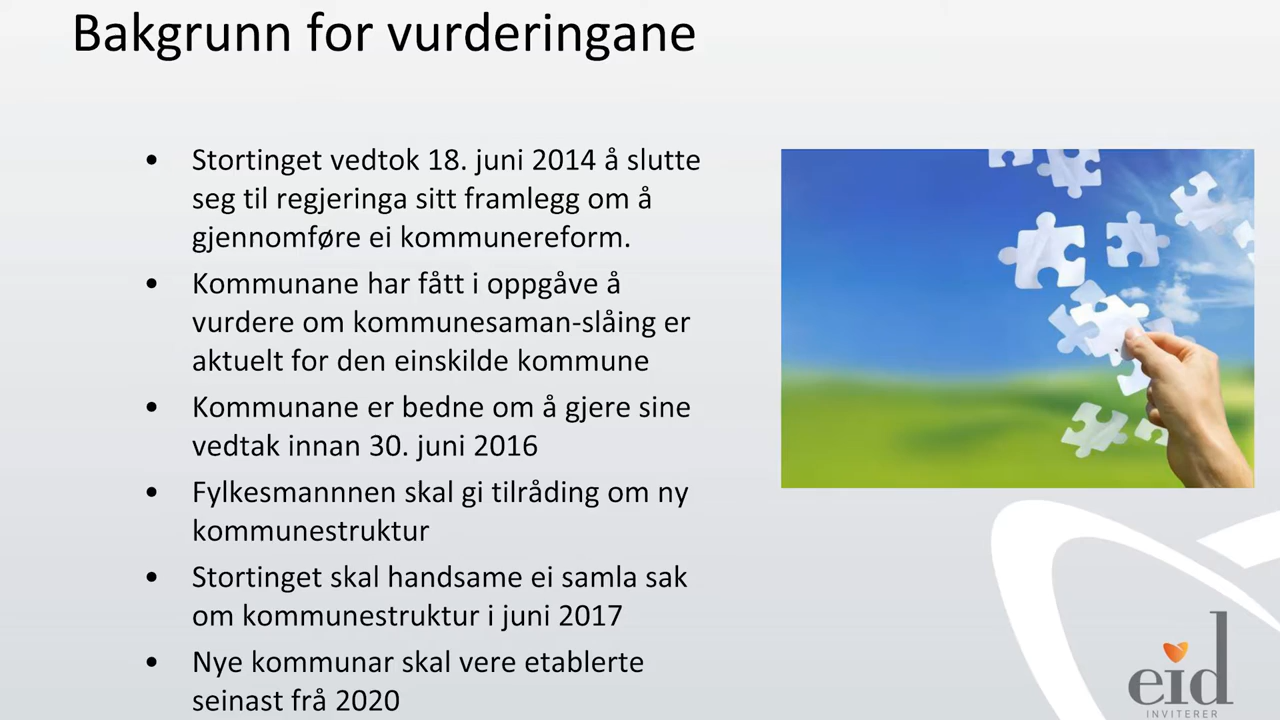 Bakgrunn for vurderingane
• Stortinget vedtok 18. juni 2014 å slutte
seg til regjeringa sitt framlegg om å
gjennomføre ei kommunereform.
• Kommunane har fått i oppgåve å
vurdere om kommunesaman-slåing er
aktuelt for den einskilde kommune
• Kommunane er bedne om å gjere sine
vedtak innan 30. juni 2016
• Fylkesmannnen skal gi tilråding om ny
kommunestruktur
• Stortinget skal handsame ei samla sak
om kommunestruktur i juni 2017
• Nye kommunar skal vere etablerte
seinast frå 2020
eid
INVITERER